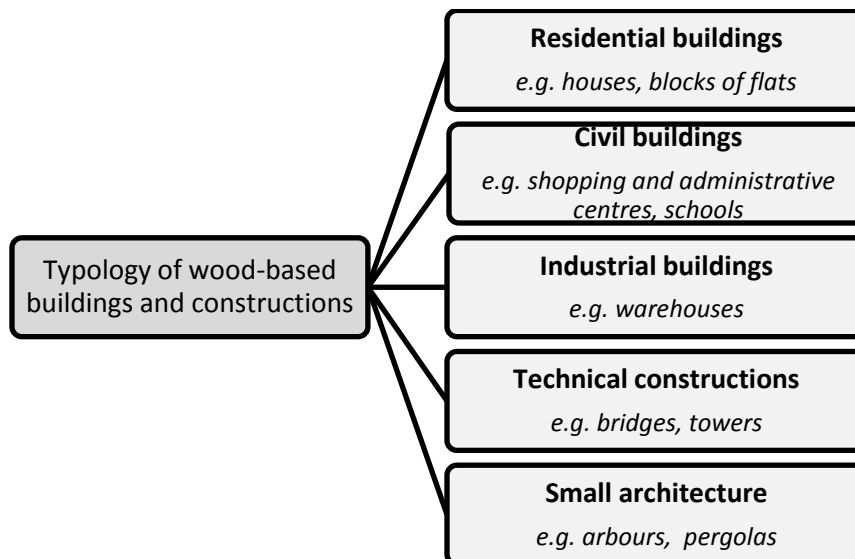 Residential buildings
e.g. houses, blocks of flats
Civil buildings
e.g. shopping and administrative
centres, schools
Typology of wood-based
buildings and constructions
Industrial buildings
e.g. warehouses
Technical constructions
e.g. bridges, towers
Small architecture
e.g. arbours, pergolas